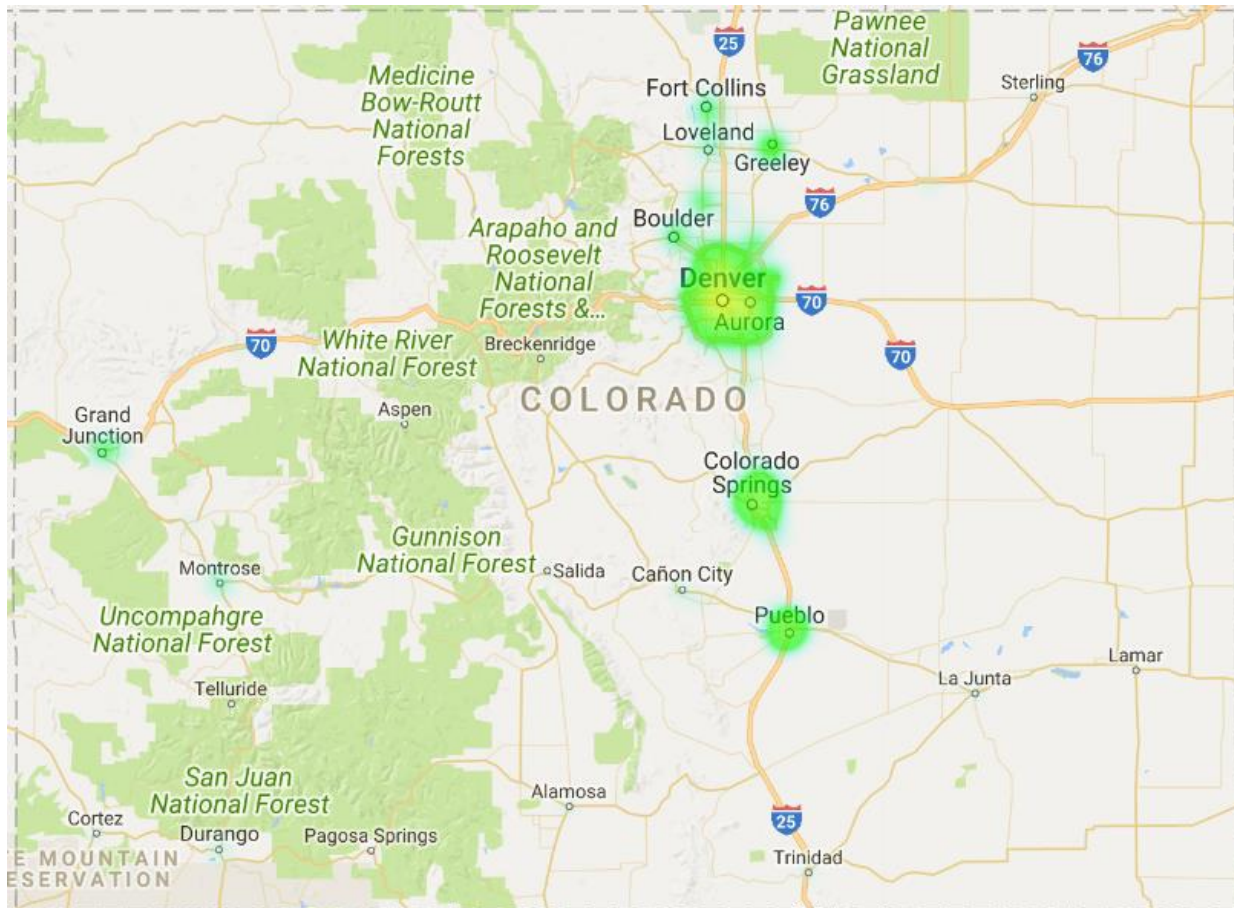 25
Pawnee
National
Grassland
76
Medicine
Bow-Routt
National
Forests
Fort Collins
Sterling
Loveland
Greeley
76
Boulder
Arapaho and
Roosevelt
National
Forests &...
Denver
70
Aurora
70
White River
National Forest
Breckenridge
70
COLORADO
Aspen
Grand
Junction
Colorado
Springs
Gunnison
National Forest
Salida
Cañon City
Montrose
Uncompahgre
National Forest
Pueblo
Lamar
La Junta
Telluride
San Juan
National Forest
Alamosa
Cortez
Durango
Pagosa Springs
25
Trinidad
TE MOUNTAIN
ESERVATION